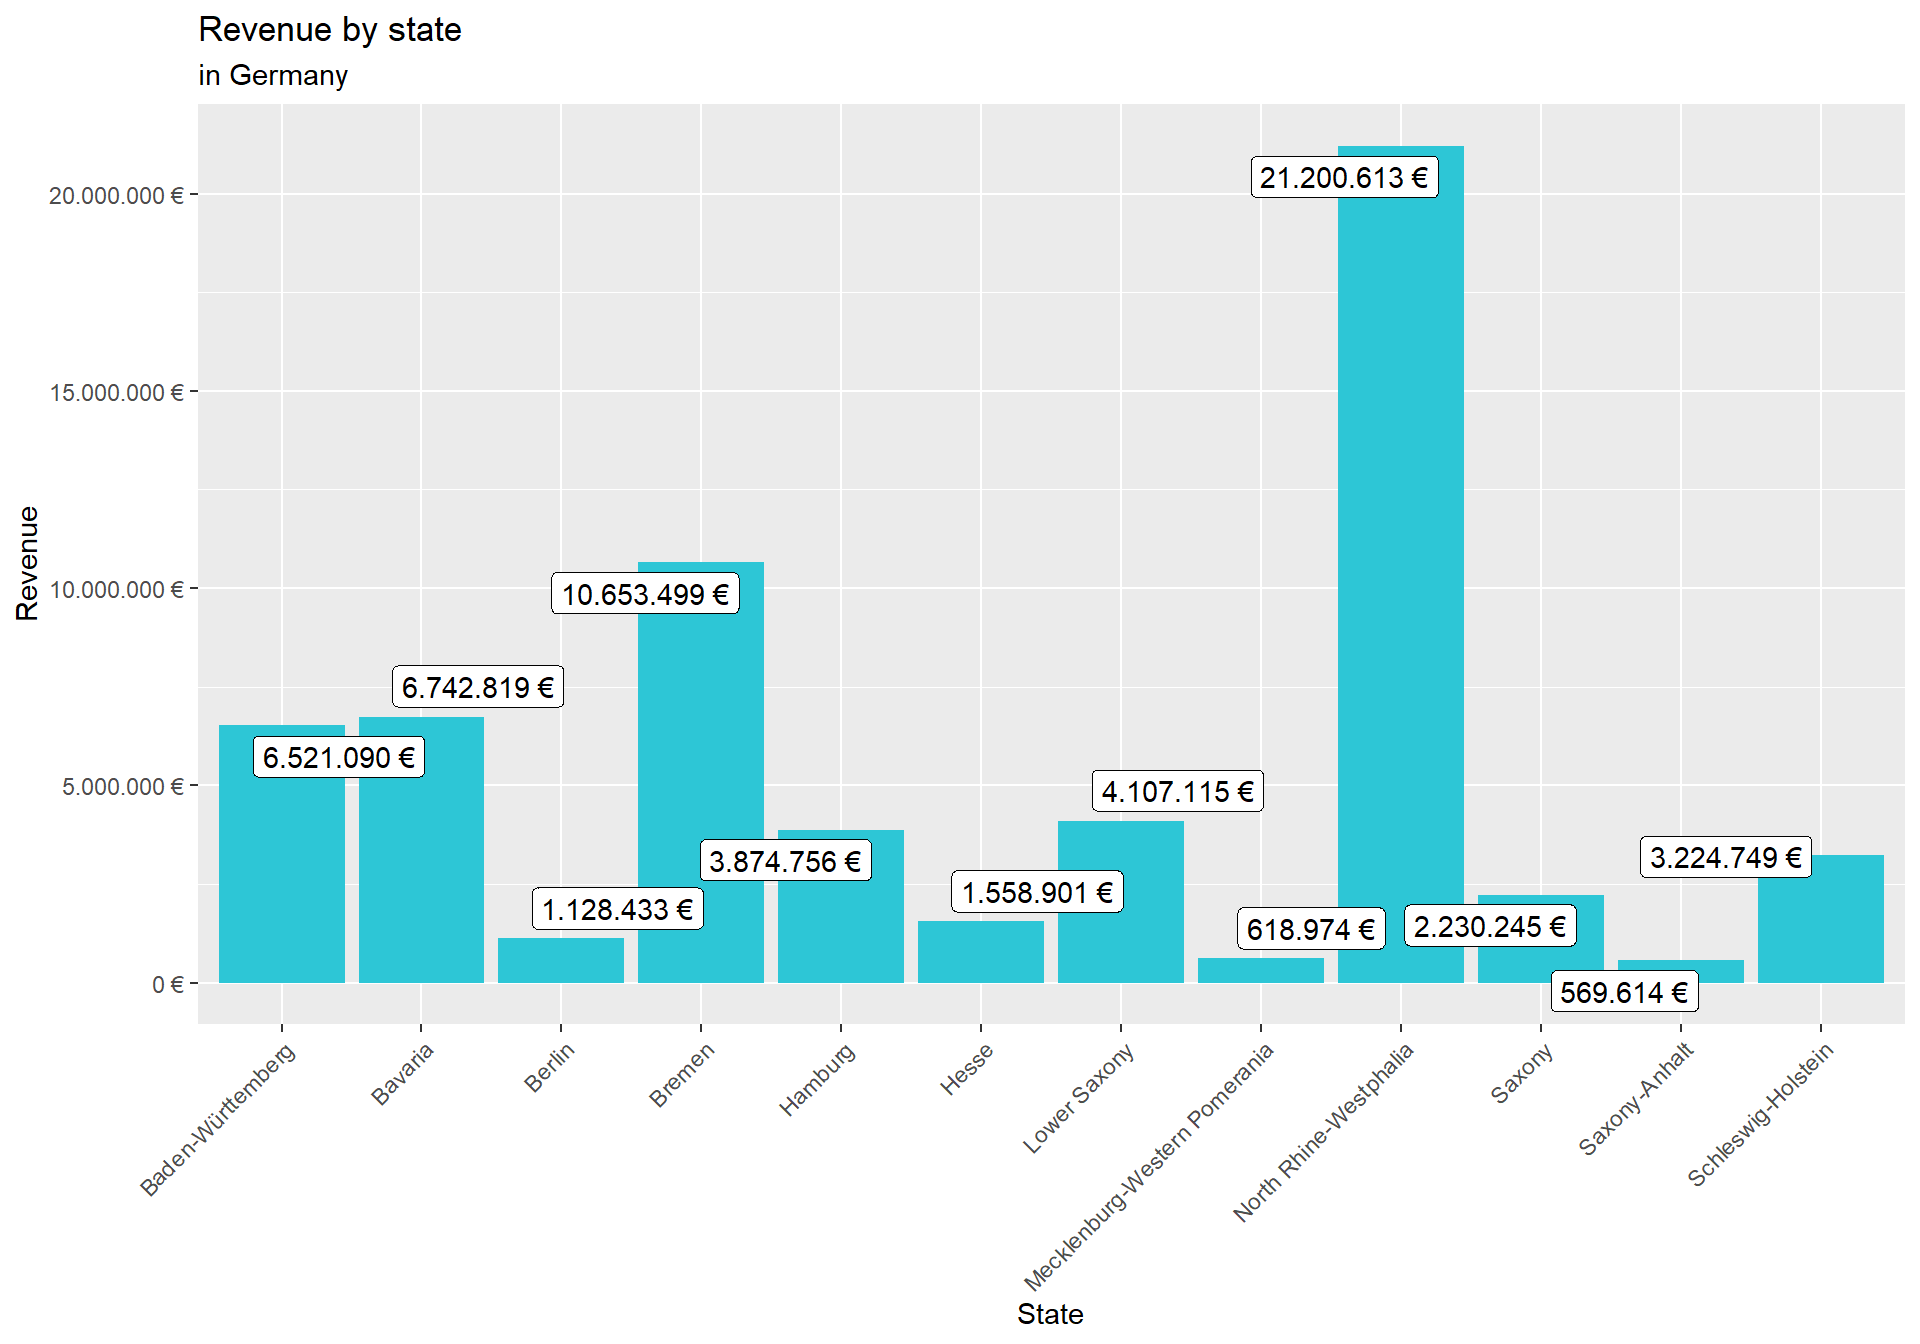 Revenue by state
in Germany
Revenue
20.000.000 €
15.000.000 €
10.000.000 €
5.000.000 €
0 €
21.200.613 €
10.653.499 €
6.742.819 €
6.521.090 €
4.107.115 €
3.874.756 €
3.224.749 €
1.558.901 €
1.128.433 €
618.974 €
2.230.245 €
569.614 €
Baden-Württemberg
Bavaria
Berlin
Bremen
Hamburg
Hesse
Lower Saxony
Mecklenburg-Western Pomerania
North Rhine-Westphalia
Saxony
Saxony-Anhalt
Schleswig-Holstein
State